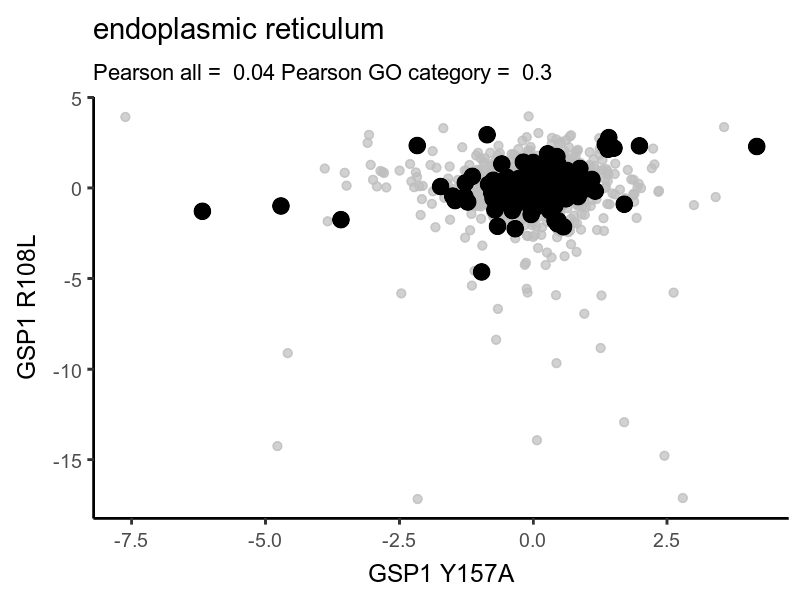 endoplasmic reticulum
Pearson all =  0.04 Pearson GO category =  0.3
5
0
-5
-10
-15
GSP1 R108L
-7.5
-5.0
-2.5
0.0
2.5
GSP1 Y157A